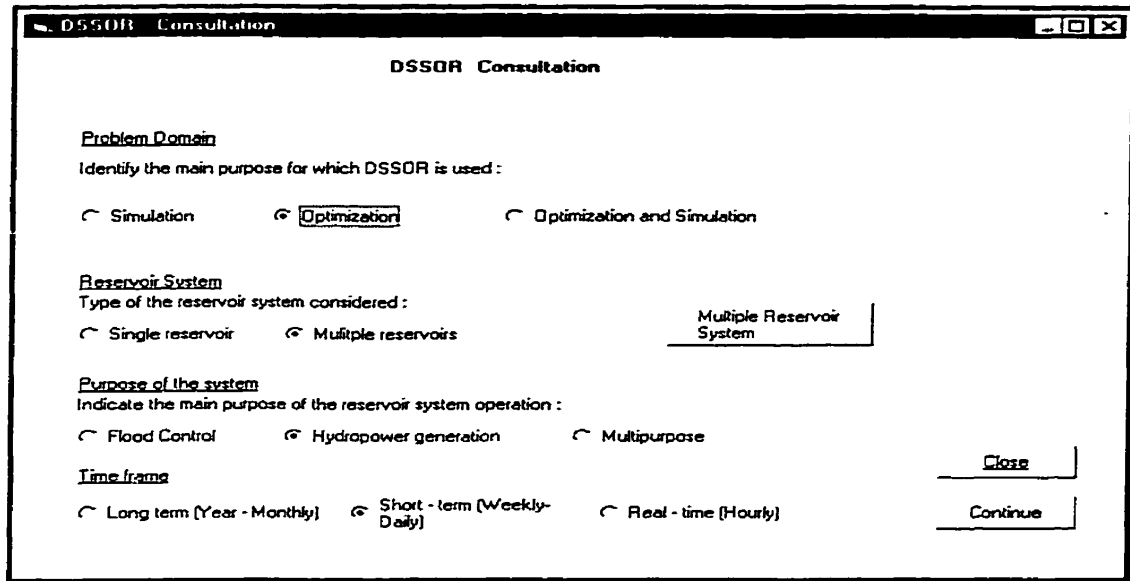 DSSOR Consultation
DSSOR Consultation
Problem Domain
Identify the main purpose for which DSSOR is used :
Simulation Optimization Optimization and Simulation
Reservoir System
Type of the reservoir system considered :
Single reservoir Mulitple reservoirs
Multiple Reservoir
System
Purpose of the system
Indicate the main purpose of the reservoir system operation :
Flood Control Hydropower generation Multipurpose
Close
Time frame
Long term (Year - Monthly) Short - term (Weekly-
Daily) Real - time (Hourly)
Continue